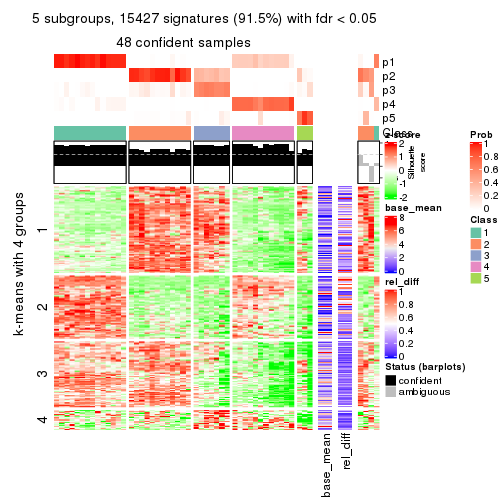 5 subgroups, 15427 signatures (91.5%) with fdr < 0.05
48 confident samples
p1
p2
p3
p4
p5
Class
z-score
2
1
0
-1
-2
Silhouette
score
Prob
1
0.8
0.6
0.4
0.2
0
base_mean
8
6
4
2
0
Class
1
2
3
4
5
rel_diff
1
0.8
0.6
0.4
0.2
0
Status (barplots)
confident
ambiguous
k-means with 4 groups
1
2
3
4
base_mean
rel_diff